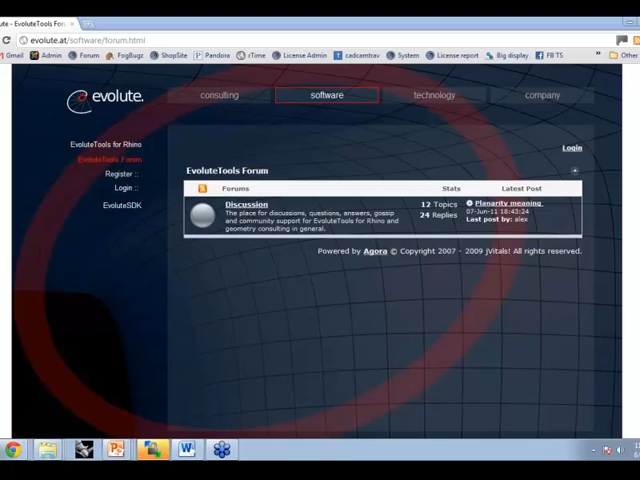 ute - EvoluteTools Foru
evolute.at/software/forum.html
Gmail Admin Forum FogBugz ShopSite Pandora rTime License Admin cadcamtrav System License report Big display FB TS » Other
evolute.
consulting software technology company
EvoluteTools for Rhino
EvoluteTools Forum
Register ::
Login ::
EvoluteSDK
Login
EvoluteTools Forum
Forums Stats Latest Post
Discussion
The place for discussions, questions, answers, gossip
and community support for EvoluteTools for Rhino and
geometry consulting in general.
12 Topics
24 Replies
Planarity meaning
07-Jun-11 18:43:24
Last post by: alex
Powered by Agora © Copyright 2007 - 2009 jVitals! All rights reserved.